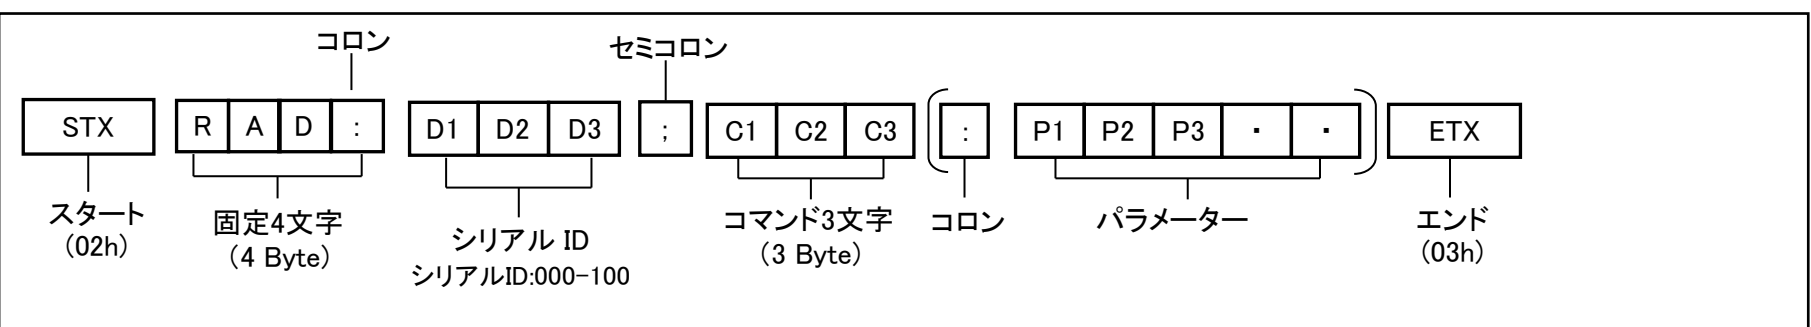 コロン
セミコロン
STX R A D : D1 D2 D3 ; C1 C2 C3 ( : P1 P2 P3 ・ ・ ) ETX
スタート
(02h)
固定4文字
(4 Byte)
シリアル ID
シリアルID:000-100
コマンド3文字
(3 Byte)
コロン
パラメーター
エンド
(03h)